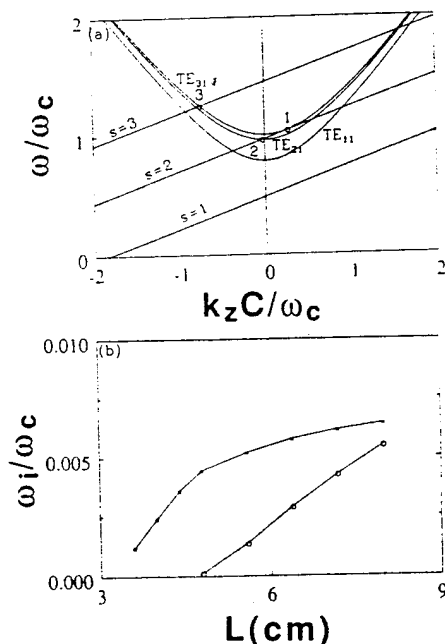 (a)
2
1
0
ω/ωc
TE31
3
1
2
TE21
TE11
s=3
s=2
s=1
-2
-1
0
1
2
kzC/ωc
(b)
0.010
0.005
0.000
ωi/ωc
3
6
9
L(cm)